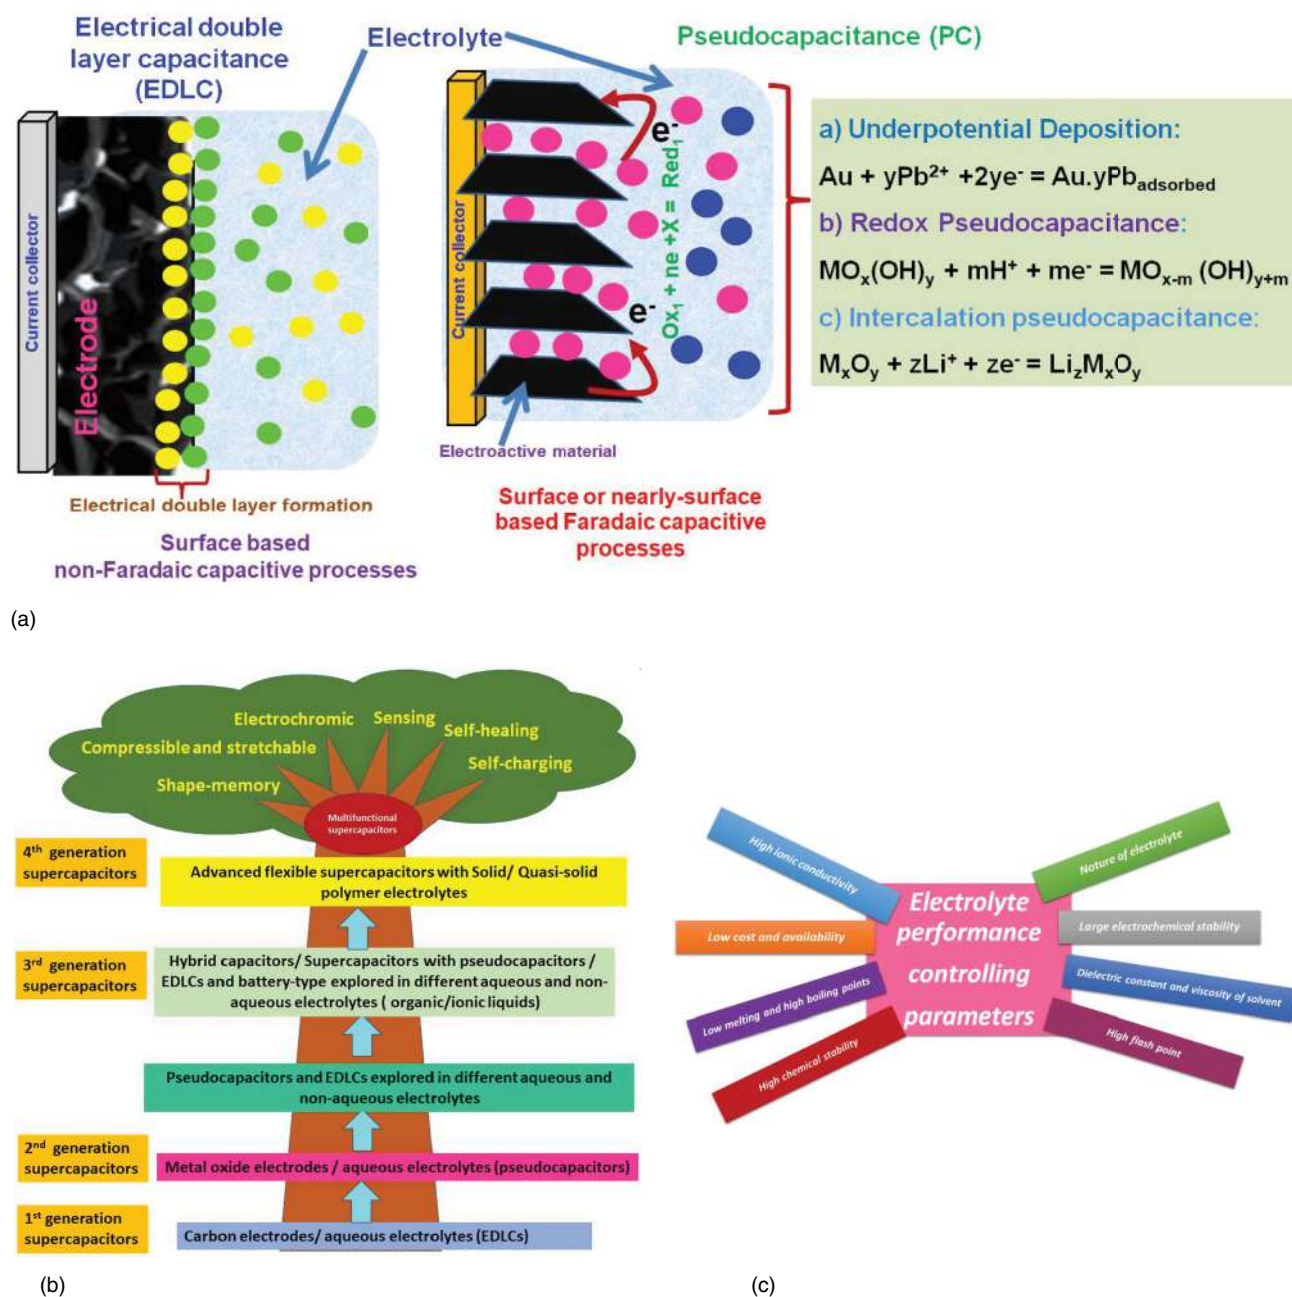 Electrical double
layer capacitance
(EDLC)
Electrolyte
Pseudocapacitance (PC)
Current collector
Electrode
Electrical double layer formation
Surface based
non-Faradaic capacitive processes
Current collector
e-
e-
Ox₁ + ne +X = Red₁
Electroactive material
Surface or nearly-surface
based Faradaic capacitive
processes
a) Underpotential Deposition:
Au + yPb²⁺ +2ye⁻ = Au.yPb_adsorbed
b) Redox Pseudocapacitance:
MOₓ(OH)_y + mH⁺ + me⁻ = MO_x-m (OH)_y+m
c) Intercalation pseudocapacitance:
MₓO_y + zLi⁺ + ze⁻ = Li_zMₓO_y
(a)
Electrochromic
Sensing
Self-healing
Compressible and stretchable
Self-charging
Shape-memory
Multifunctional
supercapacitors
4th generation
supercapacitors
Advanced flexible supercapacitors with Solid/ Quasi-solid
polymer electrolytes
3rd generation
supercapacitors
Hybrid capacitors/ Supercapacitors with pseudocapacitors /
EDLCs and battery-type explored in different aqueous and non-
aqueous electrolytes ( organic/ionic liquids)
Pseudocapacitors and EDLCs explored in different aqueous and
non-aqueous electrolytes
2nd generation
supercapacitors
Metal oxide electrodes / aqueous electrolytes (pseudocapacitors)
1st generation
supercapacitors
Carbon electrodes/ aqueous electrolytes (EDLCs)
(b)
High ionic conductivity
Low cost and availability
Low melting and high boiling points
High chemical stability
Electrolyte
performance
controlling
parameters
Nature of electrolyte
Large electrochemical stability
Dielectric constant and viscosity of solvent
High flash point
(c)